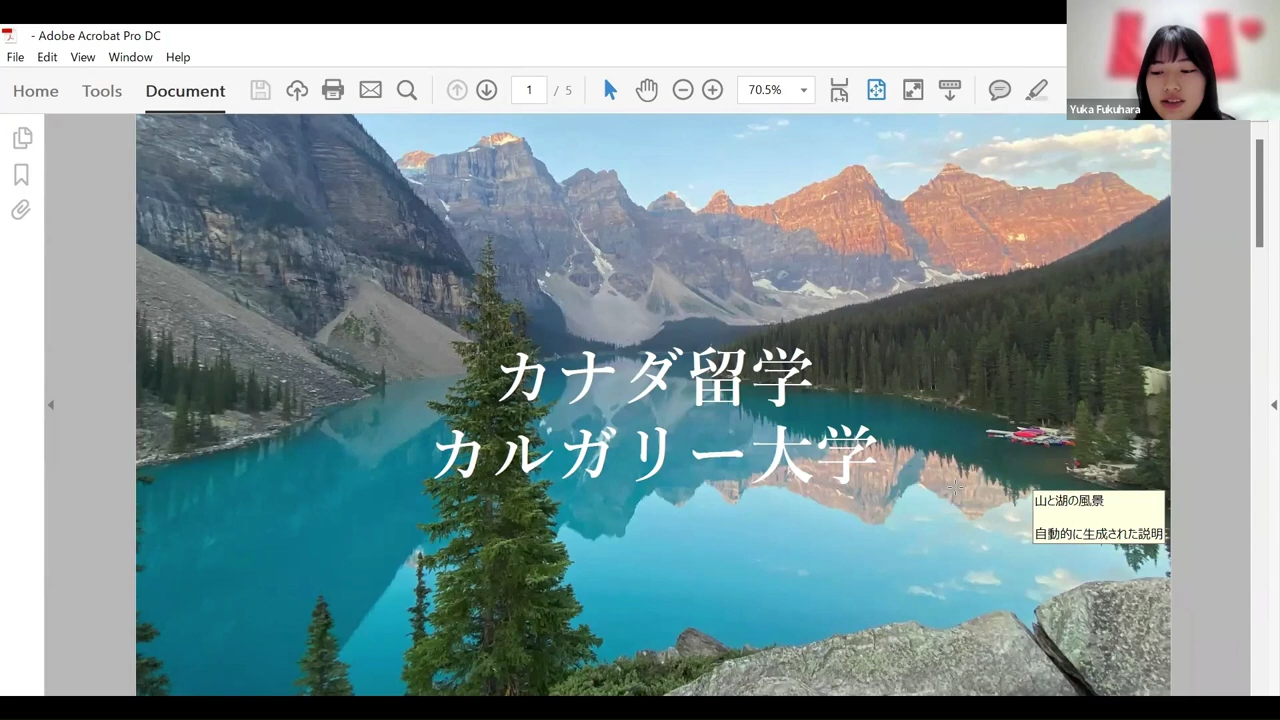 - Adobe Acrobat Pro DC
File Edit View Window Help
Home Tools Document 1 / 5 70.5%
Yuka Fukuhara
カナダ留学
カルガリー大学
山と湖の風景
自動的に生成された説明